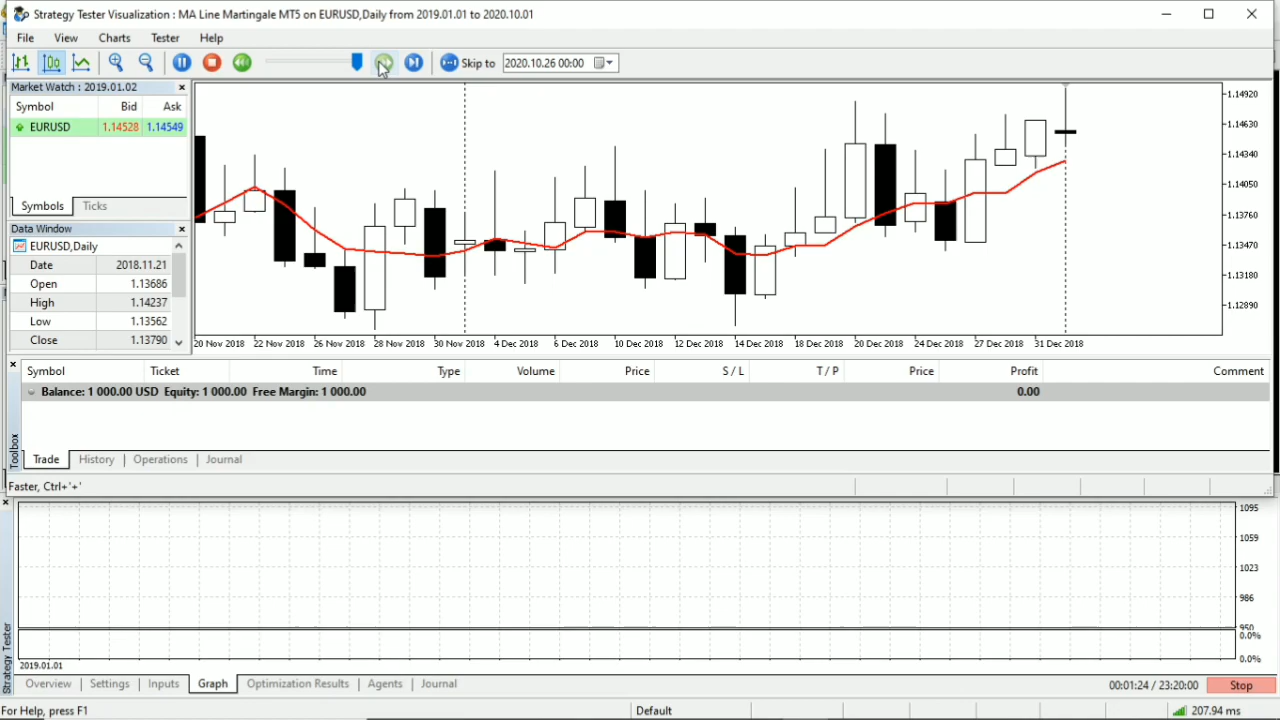 Strategy Tester Visualization : MA Line Martingale MT5 on EURUSD,Daily from 2019.01.01 to 2020.10.01
File View Charts Tester Help
Skip to 2020.10.26 00:00
Market Watch : 2019.01.02
Symbol Bid Ask
EURUSD 1.14528 1.14549
Symbols Ticks
Data Window
EURUSD,Daily
Date 2018.11.21
Open 1.13686
High 1.14237
Low 1.13562
Close 1.13790
1.14920
1.14630
1.14340
1.14050
1.13760
1.13470
1.13180
1.12890
20 Nov 2018 22 Nov 2018 26 Nov 2018 28 Nov 2018 30 Nov 2018 4 Dec 2018 6 Dec 2018 10 Dec 2018 12 Dec 2018 14 Dec 2018 18 Dec 2018 20 Dec 2018 24 Dec 2018 27 Dec 2018 31 Dec 2018
Symbol Ticket Time Type Volume Price S / L T / P Price Profit Comment
Balance: 1 000.00 USD Equity: 1 000.00 Free Margin: 1 000.00 0.00
Toolbox
Trade History Operations Journal
Faster, Ctrl+'+'
1095
1059
1023
986
950
0.0%
0.0%
2019.01.01
Strategy Tester
Overview Settings Inputs Graph Optimization Results Agents Journal 00:01:24 / 23:20:00 Stop
For Help, press F1 Default 207.94 ms